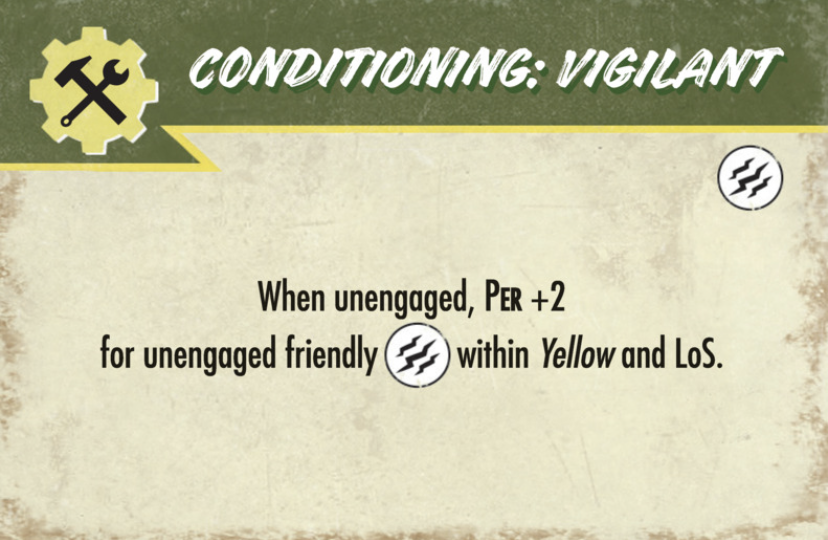 CONDITIONING: VIGILANT
When unengaged, PER +2
for unengaged friendly within Yellow and LoS.